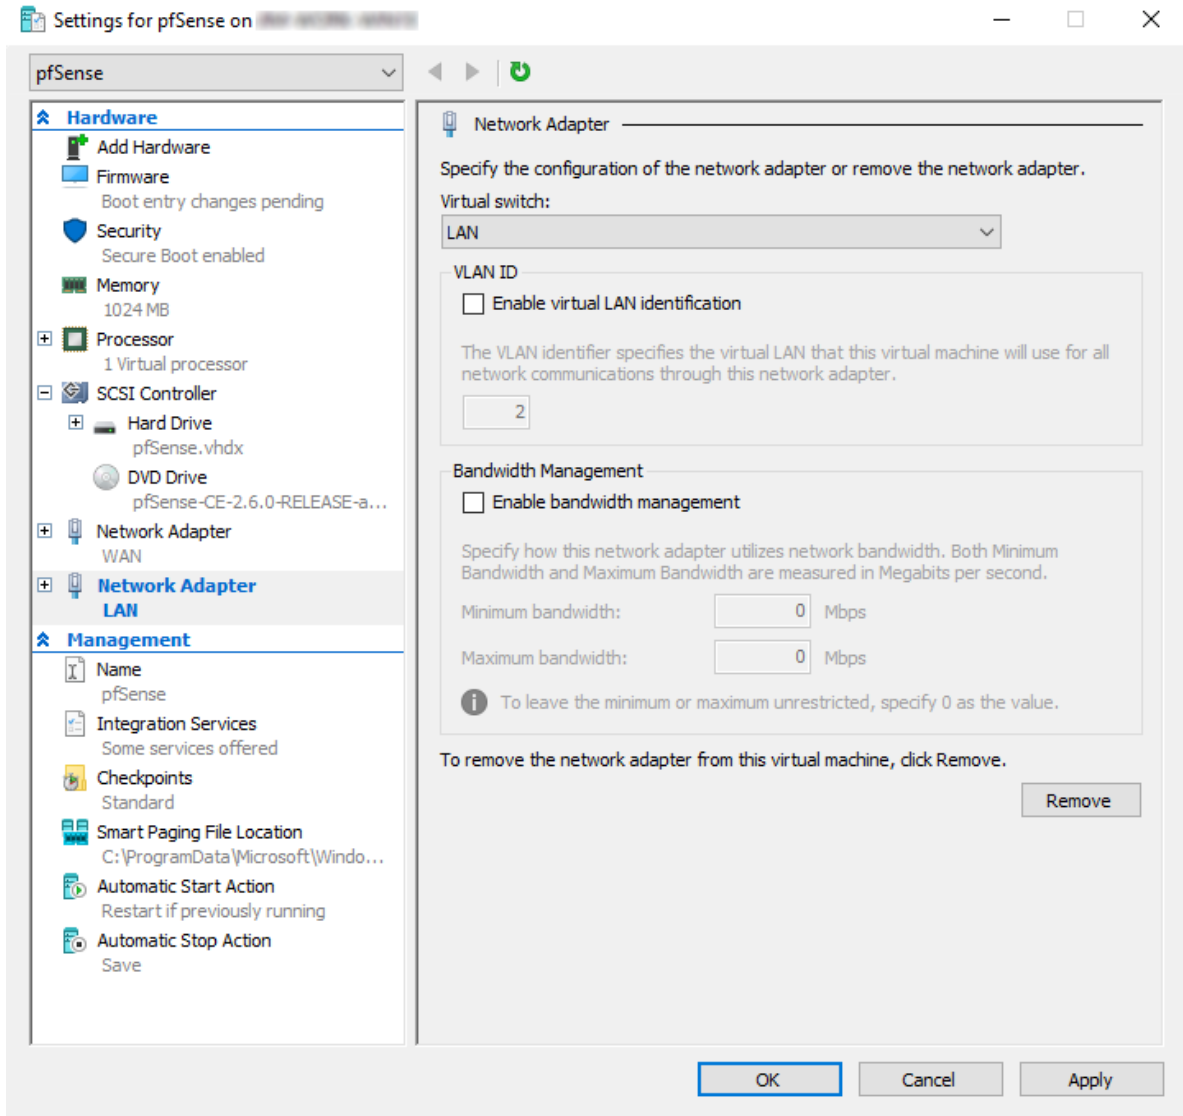 Settings for pfSense on
pfSense
Hardware
Add Hardware
Firmware
Boot entry changes pending
Security
Secure Boot enabled
Memory
1024 MB
Processor
1 Virtual processor
SCSI Controller
Hard Drive
pfSense.vhdx
DVD Drive
pfSense-CE-2.6.0-RELEASE-a...
Network Adapter
WAN
Network Adapter
LAN
Management
Name
pfSense
Integration Services
Some services offered
Checkpoints
Standard
Smart Paging File Location
C:\ProgramData\Microsoft\Windo...
Automatic Start Action
Restart if previously running
Automatic Stop Action
Save
Network Adapter
Specify the configuration of the network adapter or remove the network adapter.
Virtual switch:
LAN
VLAN ID
Enable virtual LAN identification
The VLAN identifier specifies the virtual LAN that this virtual machine will use for all
network communications through this network adapter.
2
Bandwidth Management
Enable bandwidth management
Specify how this network adapter utilizes network bandwidth. Both Minimum
Bandwidth and Maximum Bandwidth are measured in Megabits per second.
Minimum bandwidth: 0 Mbps
Maximum bandwidth: 0 Mbps
To leave the minimum or maximum unrestricted, specify 0 as the value.
To remove the network adapter from this virtual machine, click Remove.
Remove
OK Cancel Apply